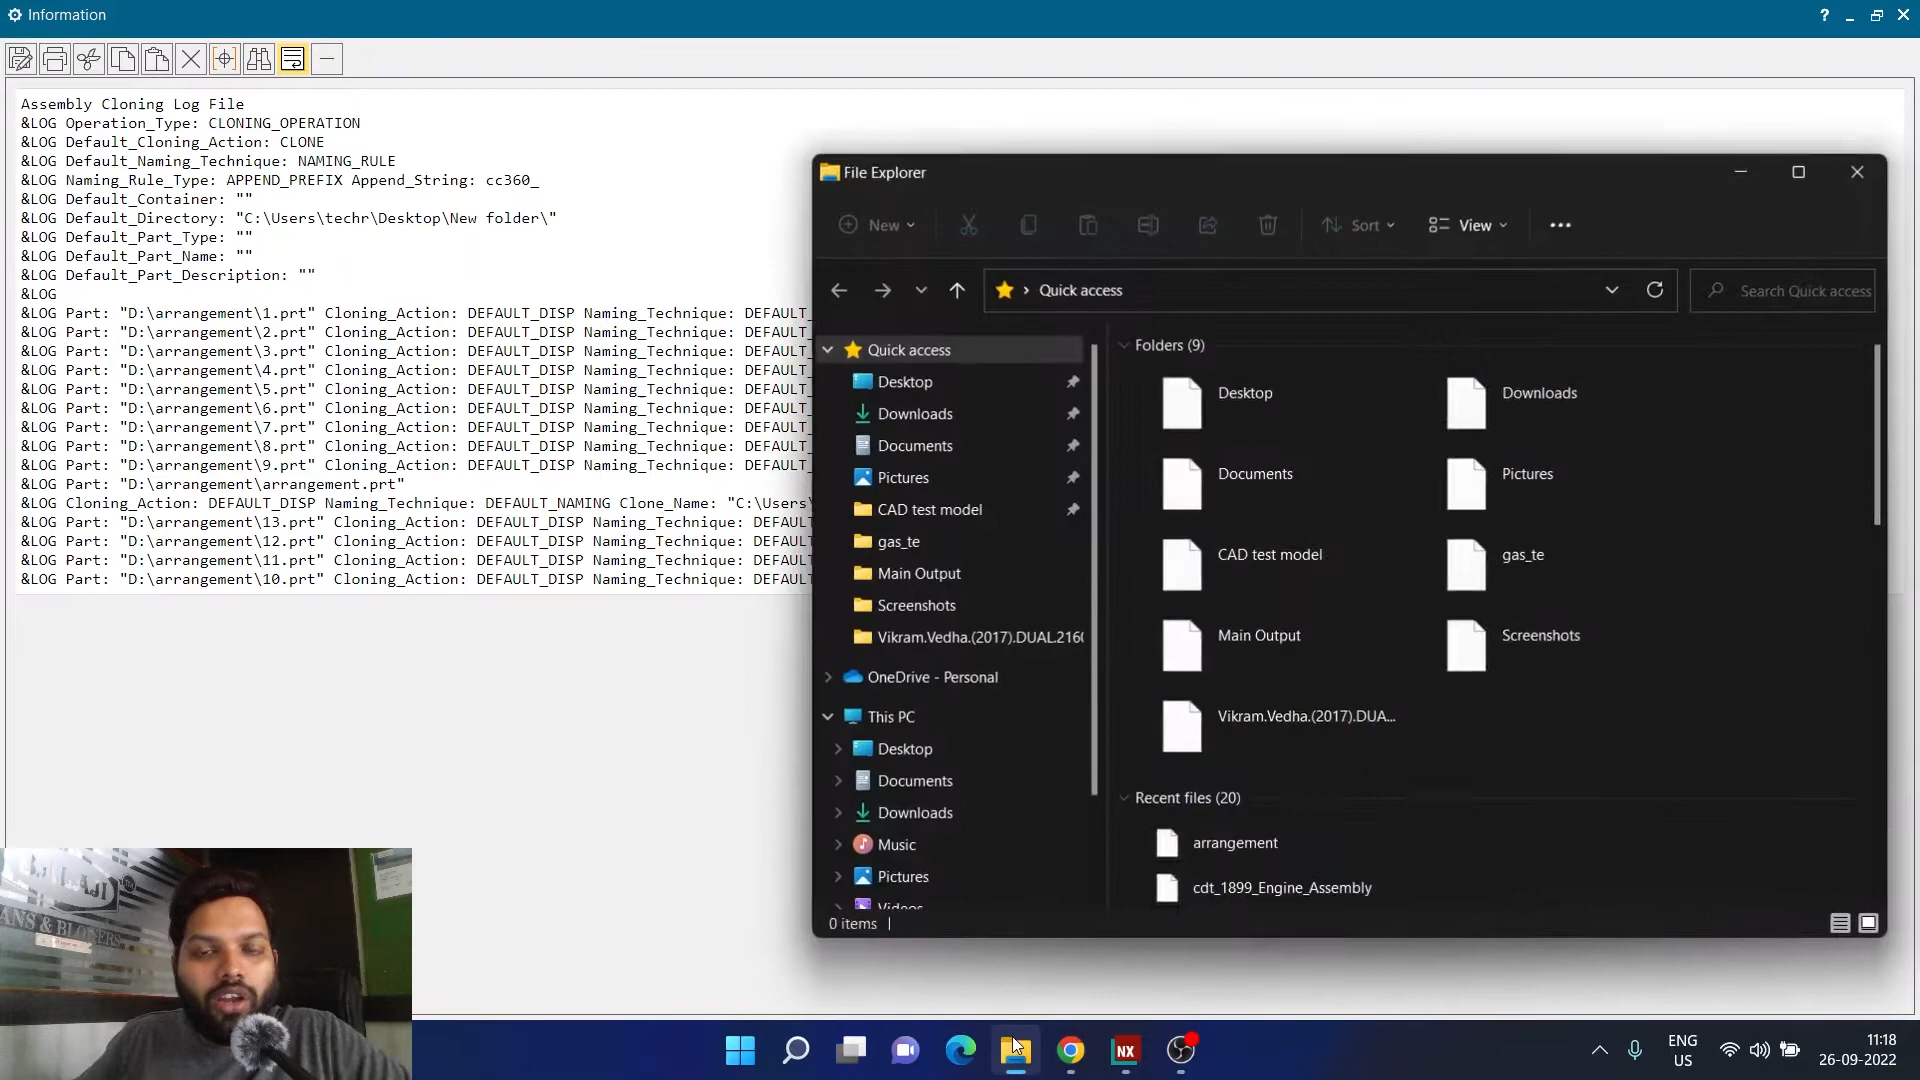 Information
Assembly Cloning Log File
&LOG Operation_Type: CLONING_OPERATION
&LOG Default_Cloning_Action: CLONE
&LOG Default_Naming_Technique: NAMING_RULE
&LOG Naming_Rule_Type: APPEND_PREFIX Append_String: cc360_
&LOG Default_Container: ""
&LOG Default_Directory: "C:\Users\techr\Desktop\New folder\"
&LOG Default_Part_Type: ""
&LOG Default_Part_Name: ""
&LOG Default_Part_Description: ""
&LOG
&LOG Part: "D:\arrangement\1.prt" Cloning_Action: DEFAULT_DISP Naming_Technique: DEFAULT_
&LOG Part: "D:\arrangement\2.prt" Cloning_Action: DEFAULT_DISP Naming_Technique: DEFAULT_
&LOG Part: "D:\arrangement\3.prt" Cloning_Action: DEFAULT_DISP Naming_Technique: DEFAULT_
&LOG Part: "D:\arrangement\4.prt" Cloning_Action: DEFAULT_DISP Naming_Technique: DEFAULT_
&LOG Part: "D:\arrangement\5.prt" Cloning_Action: DEFAULT_DISP Naming_Technique: DEFAULT_
&LOG Part: "D:\arrangement\6.prt" Cloning_Action: DEFAULT_DISP Naming_Technique: DEFAULT_
&LOG Part: "D:\arrangement\7.prt" Cloning_Action: DEFAULT_DISP Naming_Technique: DEFAULT_
&LOG Part: "D:\arrangement\8.prt" Cloning_Action: DEFAULT_DISP Naming_Technique: DEFAULT_
&LOG Part: "D:\arrangement\9.prt" Cloning_Action: DEFAULT_DISP Naming_Technique: DEFAULT_
&LOG Part: "D:\arrangement\arrangement.prt"
&LOG Cloning_Action: DEFAULT_DISP Naming_Technique: DEFAULT_NAMING Clone_Name: "C:\Users\
&LOG Part: "D:\arrangement\13.prt" Cloning_Action: DEFAULT_DISP Naming_Technique: DEFAULT
&LOG Part: "D:\arrangement\12.prt" Cloning_Action: DEFAULT_DISP Naming_Technique: DEFAULT
&LOG Part: "D:\arrangement\11.prt" Cloning_Action: DEFAULT_DISP Naming_Technique: DEFAULT
&LOG Part: "D:\arrangement\10.prt" Cloning_Action: DEFAULT_DISP Naming_Technique: DEFAULT
File Explorer
New
Sort
View
Quick access
Search Quick access
Quick access
Desktop
Downloads
Documents
Pictures
CAD test model
gas_te
Main Output
Screenshots
Vikram.Vedha.(2017).DUAL.216
OneDrive - Personal
This PC
Desktop
Documents
Downloads
Music
Pictures
Videos
Folders (9)
Desktop
Downloads
Documents
Pictures
CAD test model
gas_te
Main Output
Screenshots
Vikram.Vedha.(2017).DUA...
Recent files (20)
arrangement
cdt_1899_Engine_Assembly
0 items
ANS & BLOWERS
NX
ENG
US
11:18
26-09-2022